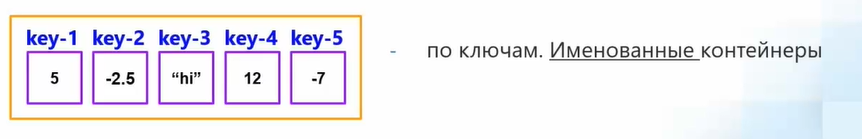 key-1 key-2 key-3 key-4 key-5
5 -2.5 “hi” 12 -7
- по ключам. Именованные контейнеры